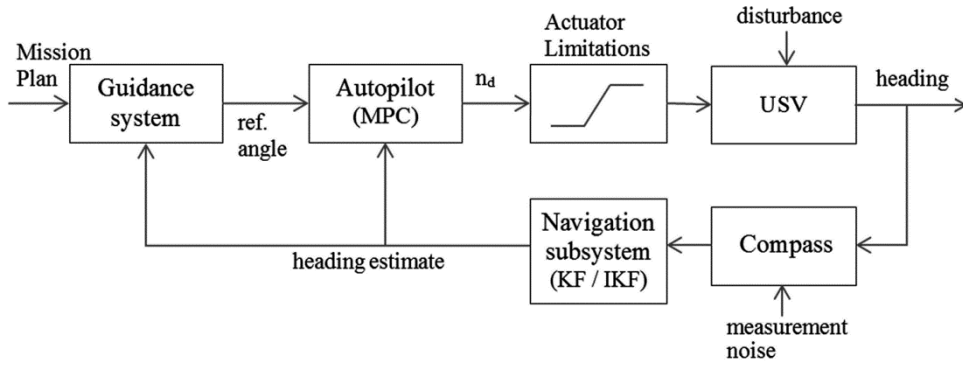 Mission
Plan
Guidance
system
ref.
angle
Autopilot
(MPC)
n_d
Actuator
Limitations
disturbance
USV
heading
Navigation
subsystem
(KF / IKF)
Compass
heading estimate
measurement
noise